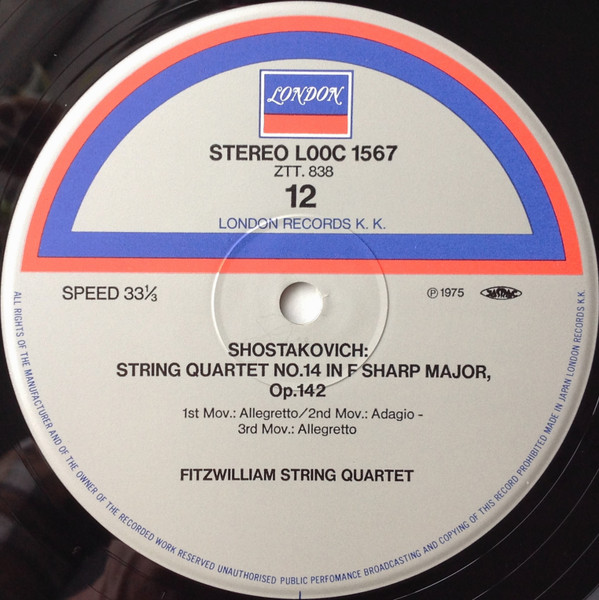 LONDON
STEREO L00C 1567
ZTT. 838
12
LONDON RECORDS K. K.
SPEED 33⅓
℗ 1975
JASRAC
SHOSTAKOVICH:
STRING QUARTET NO.14 IN F SHARP MAJOR,
Op.142
1st Mov.: Allegretto/2nd Mov.: Adagio -
3rd Mov.: Allegretto
FITZWILLIAM STRING QUARTET
ALL RIGHTS OF THE MANUFACTURER AND OF THE OWNER OF THE RECORDED WORK RESERVED UNAUTHORISED PUBLIC PERFOMANCE BROADCASTING AND COPYING OF THIS RECORD PROHIBITED MADE IN JAPAN LONDON RECORDS K.K.